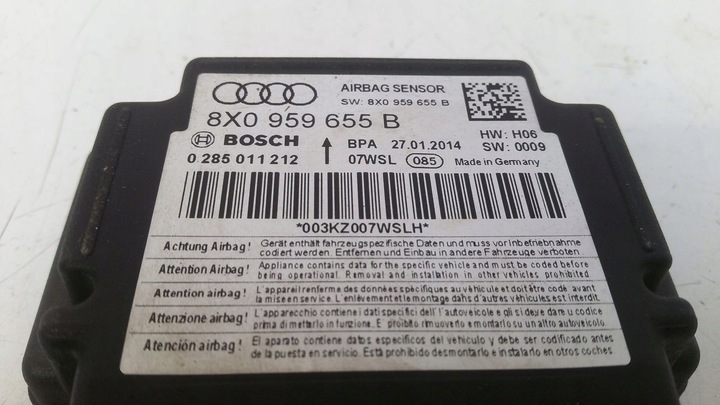 AIRBAG SENSOR
SW: 8X0 959 655 B
8X0 959 655 B
BOSCH BPA 27.01.2014 HW: H06
0 285 011 212 07WSL 085 SW: 0009
Made in Germany
*003KZ007WSLH*
Achtung Airbag! Gerät enthält fahrzeugspezifische Daten und muss vor Inbetriebnahme
codiert werden. Entfernen und Einbau in andere Fahrzeuge verboten
Attention Airbag! Appliance contains data for the specific vehicle and must be coded before
being operational. Removal and installation in other vehicles prohibited
Attention airbag! L'appareil renferme des données spécifiques au véhicule et doit être codé avant
la mise en service. L'enlèvement et le montage dahs d'autres véhicules est interdit.
Attenzione airbag! L'apparecchio contiene i dati specifici dell'l autoveicolo e gli si deve dare u codice
prima di metterlo in funzione. E proibito rimuoverlo e montarlo su un altro autoveicolo.
Atención airbag! El aparato contiene datos especificos del vehículo y debe ser codificado antes
de la puesta en servicio. Está prohibido desmontarlo e instalarlo en otros coches